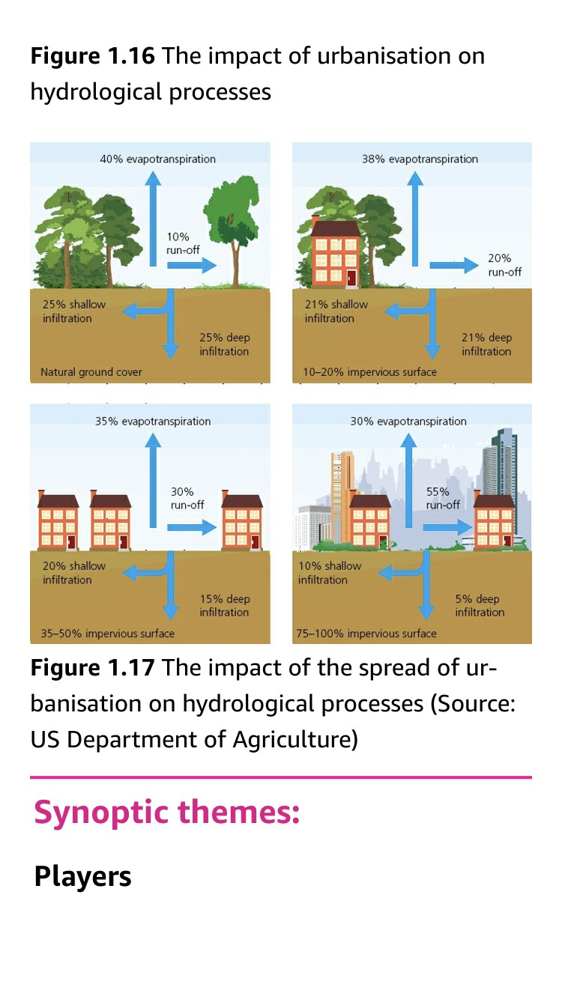 Figure 1.16 The impact of urbanisation on
hydrological processes
40% evapotranspiration
10%
run-off
25% shallow
infiltration
25% deep
infiltration
Natural ground cover
38% evapotranspiration
20%
run-off
21% shallow
infiltration
21% deep
infiltration
10–20% impervious surface
35% evapotranspiration
30%
run-off
20% shallow
infiltration
15% deep
infiltration
35–50% impervious surface
30% evapotranspiration
55%
run-off
10% shallow
infiltration
5% deep
infiltration
75–100% impervious surface
Figure 1.17 The impact of the spread of ur-
banisation on hydrological processes (Source:
US Department of Agriculture)
Synoptic themes:
Players